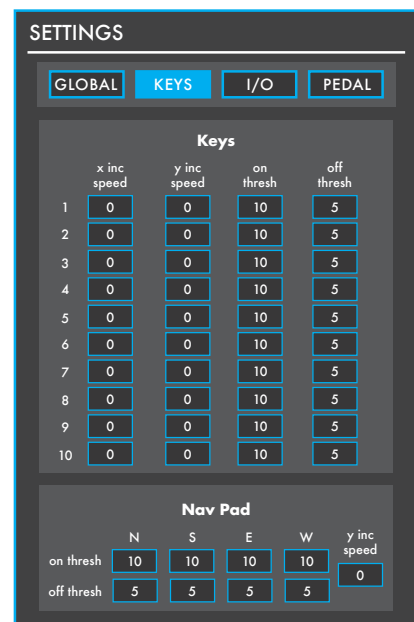 SETTINGS
GLOBAL KEYS I/O PEDAL
Keys
x inc speed y inc speed on thresh off thresh
1 0 0 10 5
2 0 0 10 5
3 0 0 10 5
4 0 0 10 5
5 0 0 10 5
6 0 0 10 5
7 0 0 10 5
8 0 0 10 5
9 0 0 10 5
10 0 0 10 5
Nav Pad
N S E W y inc speed
on thresh 10 10 10 10 0
off thresh 5 5 5 5